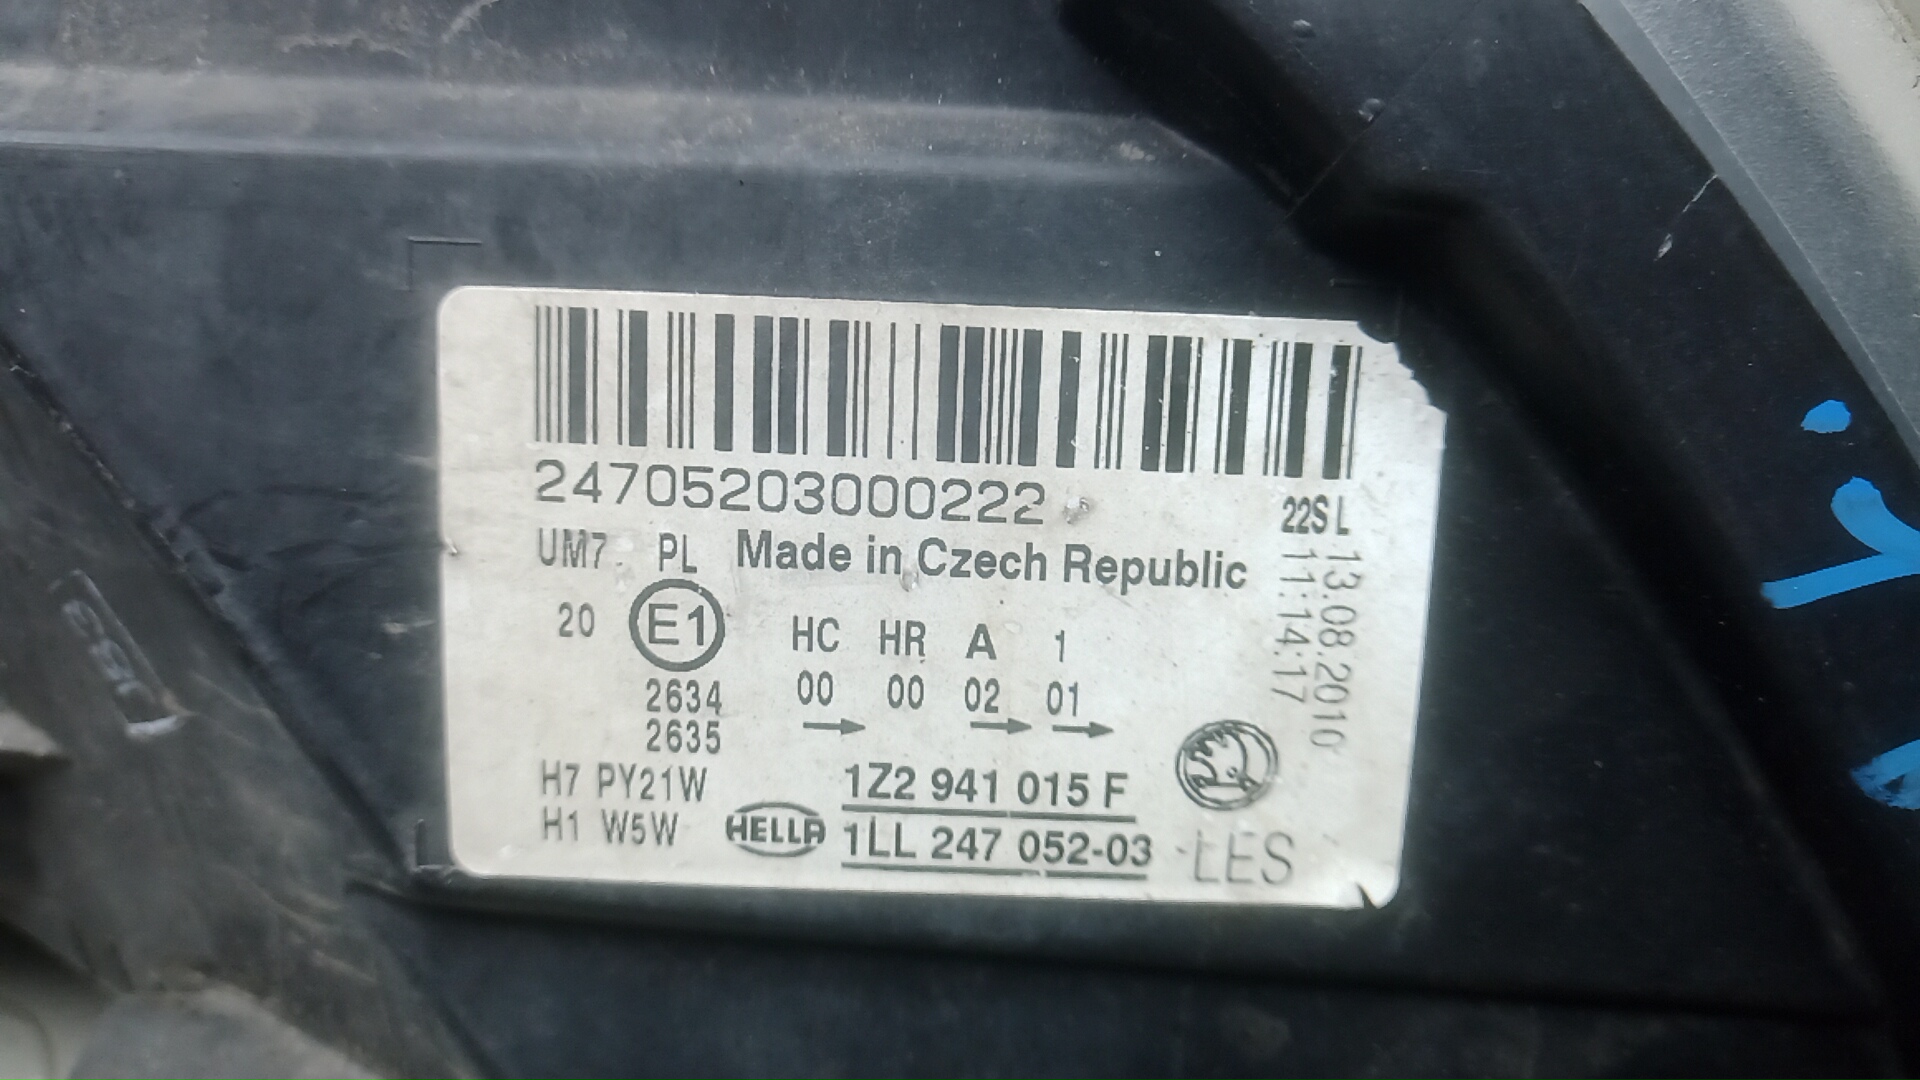 24705203000222
22S L
UM7 PL Made in Czech Republic
13.08.2010
11:14:17
20 E1 HC HR A 1
2634 00 00 02 01
2635
H7 PY21W 1Z2 941 015 F
H1 W5W HELLA 1LL 247 052-03 LES